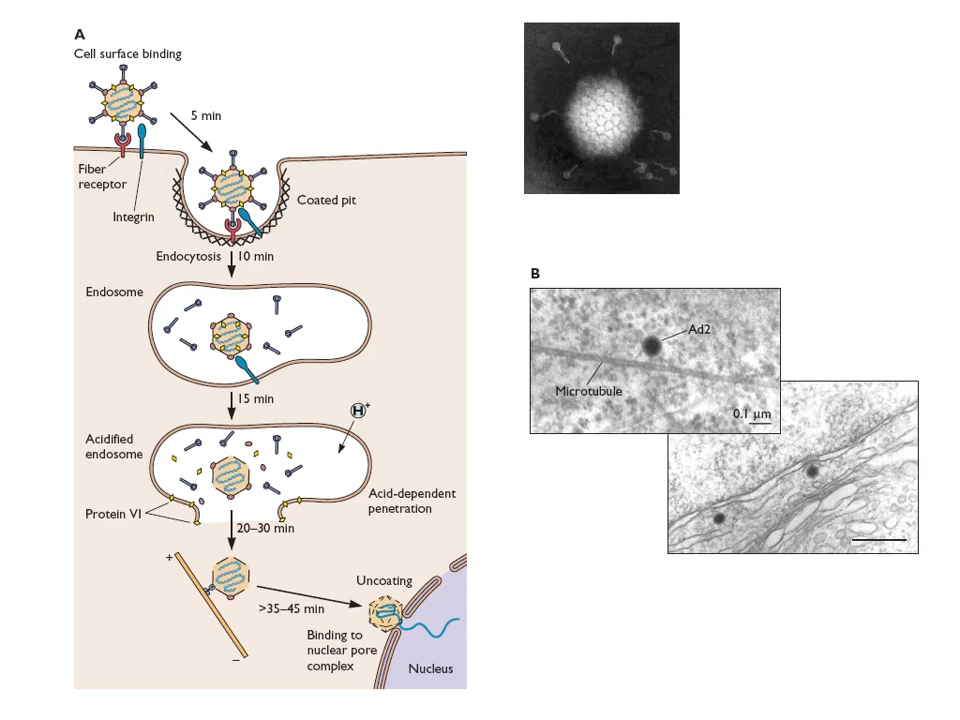 A
Cell surface binding
5 min
Fiber
receptor
Integrin
Coated pit
Endocytosis
10 min
Endosome
15 min
H+
Acidified
endosome
Acid-dependent
penetration
Protein VI
20–30 min
+
–
>35–45 min
Uncoating
Binding to
nuclear pore
complex
Nucleus
B
Ad2
Microtubule
0.1 µm